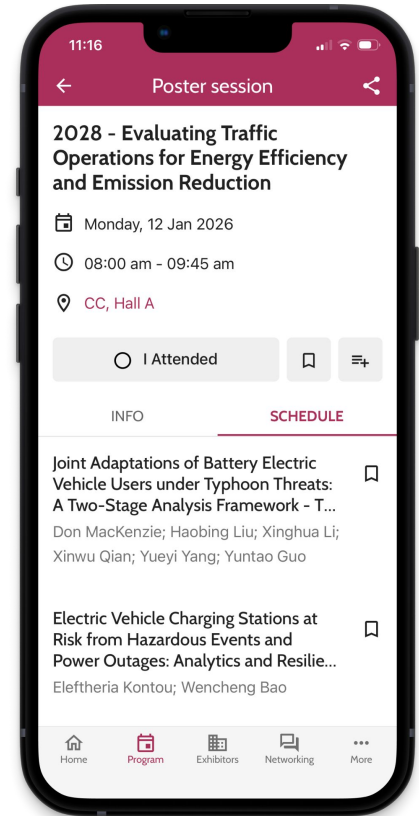 11:16
Poster session
2028 - Evaluating Traffic
Operations for Energy Efficiency
and Emission Reduction
Monday, 12 Jan 2026
08:00 am - 09:45 am
CC, Hall A
I Attended
INFO
SCHEDULE
Joint Adaptations of Battery Electric
Vehicle Users under Typhoon Threats:
A Two-Stage Analysis Framework - T...
Don MacKenzie; Haobing Liu; Xinghua Li;
Xinwu Qian; Yueyi Yang; Yuntao Guo
Electric Vehicle Charging Stations at
Risk from Hazardous Events and
Power Outages: Analytics and Resilie...
Eleftheria Kontou; Wencheng Bao
Home
Program
Exhibitors
Networking
More